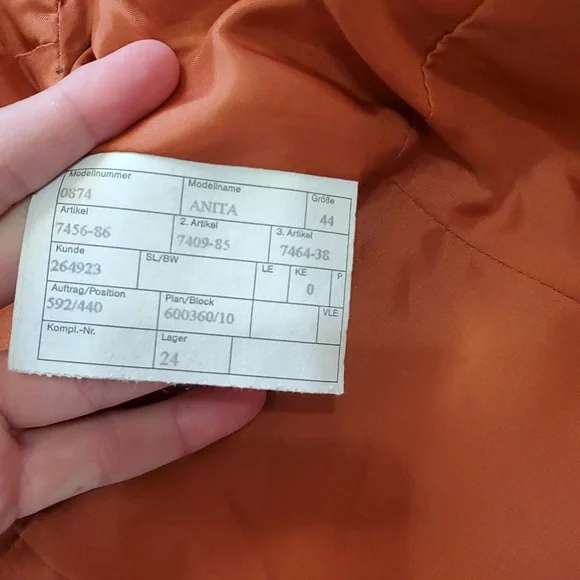 Modellnummer Modellname Größe
0874 ANITA 44
Artikel 2. Artikel 3. Artikel
7456-86 7409-85 7464-38
Kunde SL/BW LE KE P
264923 0
Auftrag/Position Plan/Block VLE
592/440 600360/10
Kompl.-Nr. Lager
24